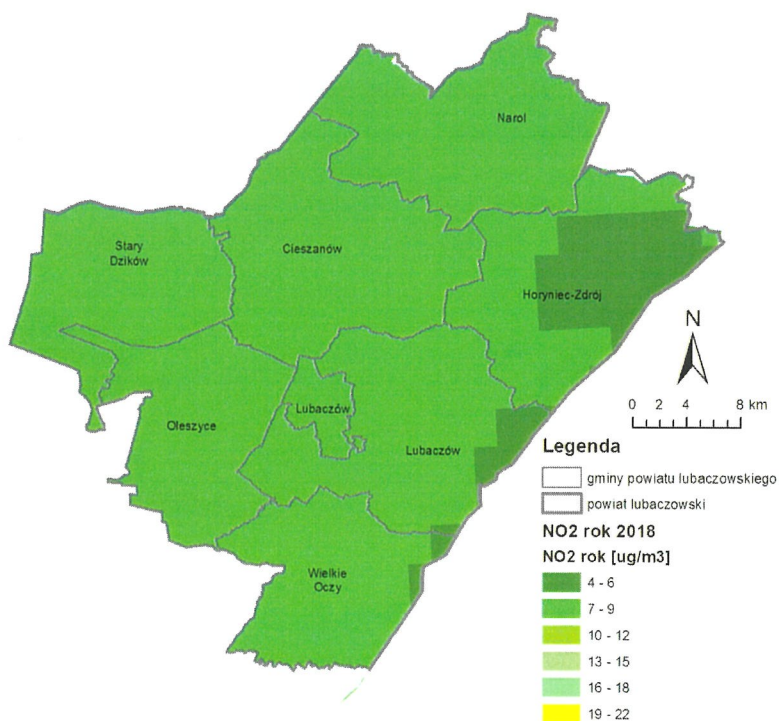 Narol
Stary
Dzików
Cieszanów
Horyniec-Zdrój
N
0 2 4 8 km
Lubaczów
Oleszyce
Lubaczów
Wielkie
Oczy
Legenda
gminy powiatu lubaczowskiego
powiat lubaczowski
NO2 rok 2018
NO2 rok [ug/m3]
4 - 6
7 - 9
10 - 12
13 - 15
16 - 18
19 - 22